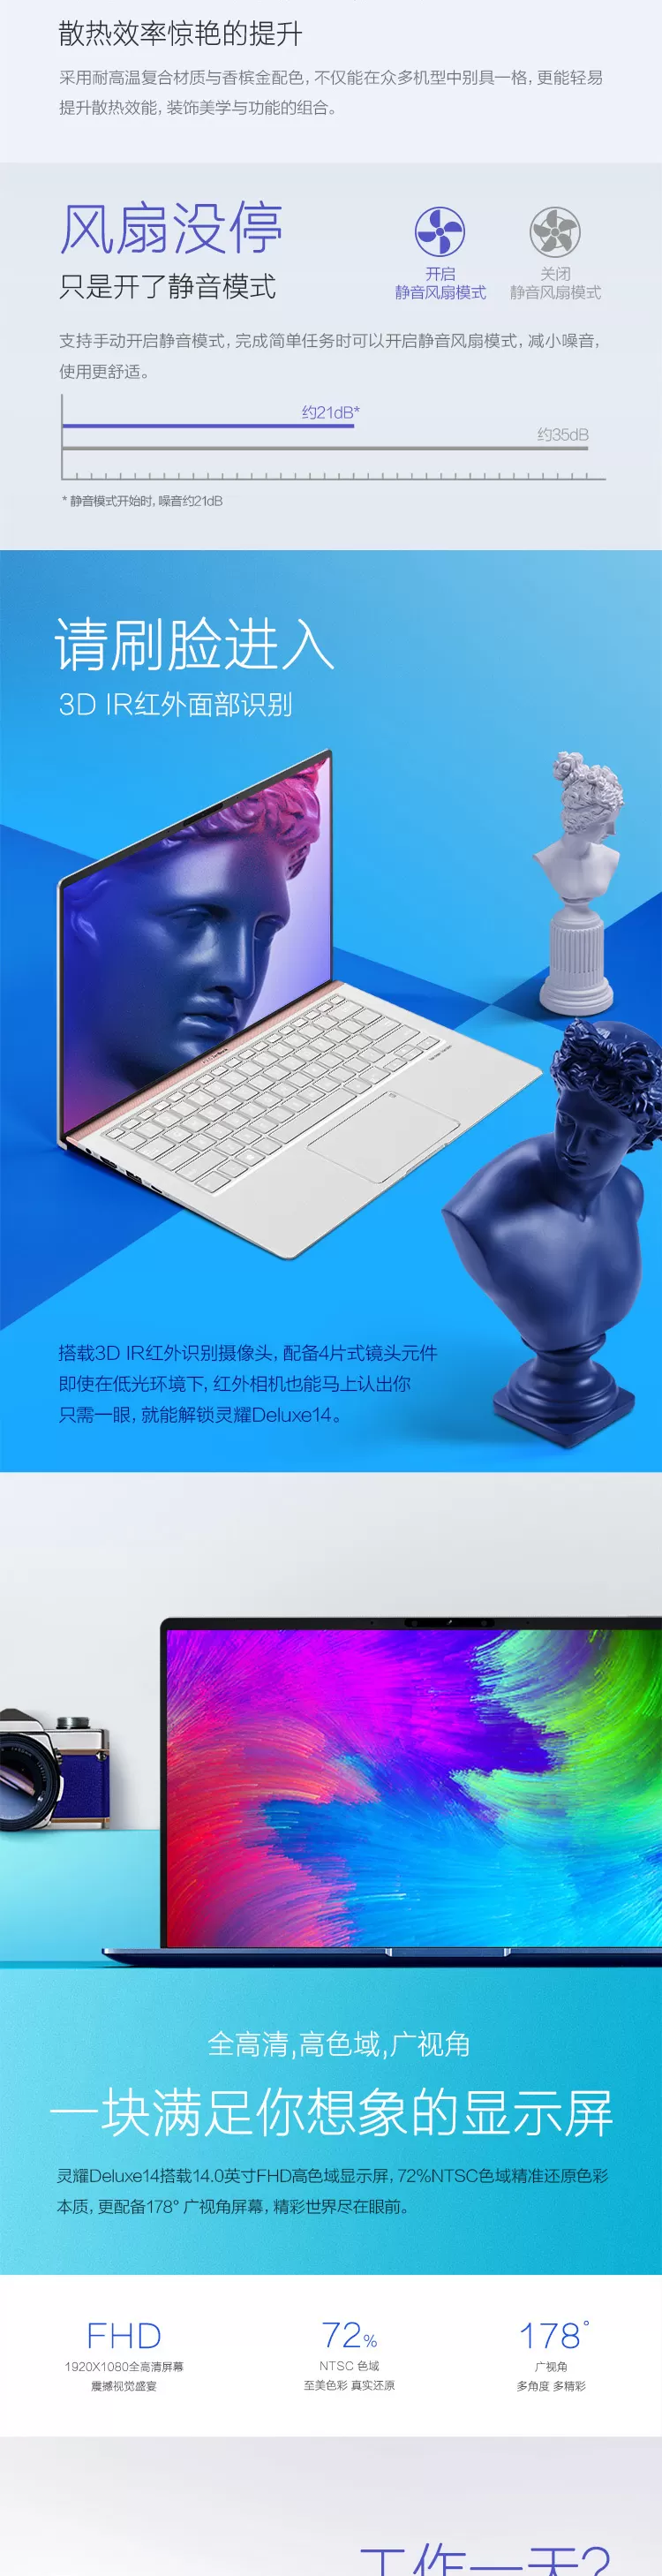 散热效率惊艳的提升
采用耐高温复合材质与香槟金配色,不仅能在众多机型中别具一格,更能轻易
提升散热效能,装饰美学与功能的组合。
风扇没停
只是开了静音模式
开启
静音风扇模式
关闭
静音风扇模式
支持手动开启静音模式,完成简单任务时可以开启静音风扇模式,减小噪音,
使用更舒适。
约21dB*
约35dB
* 静音模式开始时,噪音约21dB
请刷脸进入
3D IR红外面部识别
搭载3D IR红外识别摄像头,配备4片式镜头元件
即使在低光环境下,红外相机也能马上认出你
只需一眼,就能解锁灵耀Deluxe14。
全高清,高色域,广视角
一块满足你想象的显示屏
灵耀Deluxe14搭载14.0英寸FHD高色域显示屏,72%NTSC色域精准还原色彩
本质,更配备178° 广视角屏幕,精彩世界尽在眼前。
FHD
1920X1080全高清屏幕
震撼视觉盛宴
72%
NTSC 色域
至美色彩 真实还原
178°
广视角
多角度 多精彩
工作一天?